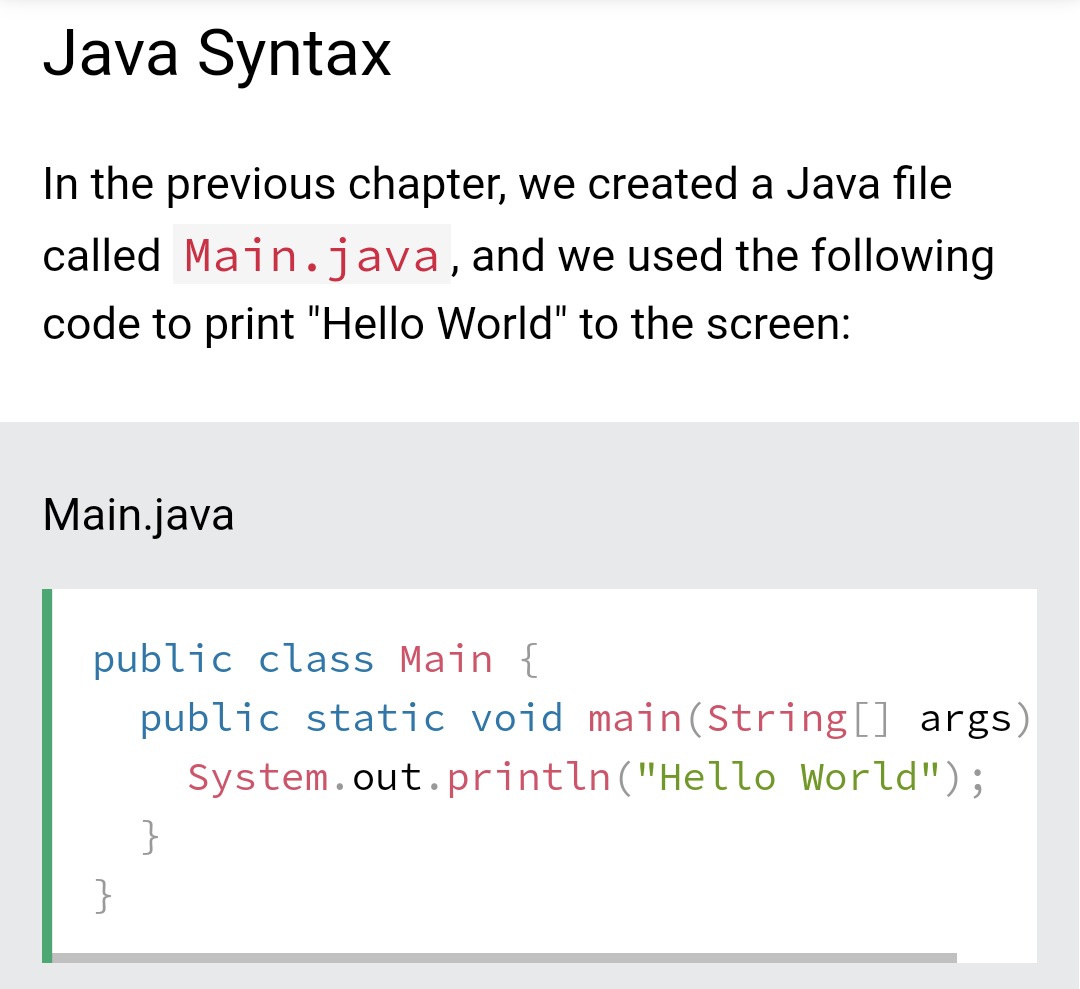 Java Syntax
In the previous chapter, we created a Java file
called Main.java, and we used the following
code to print "Hello World" to the screen:
Main.java
public class Main {
  public static void main(String[] args)
    System.out.println("Hello World");
  }
}